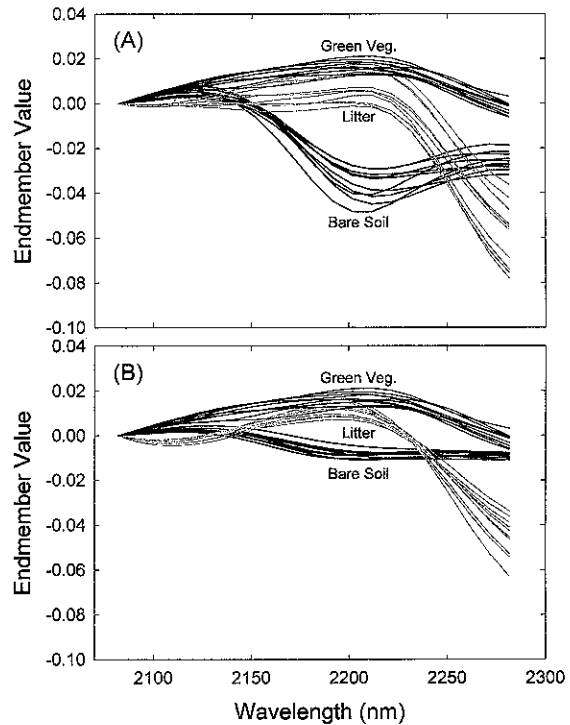 (A)
Green Veg.
Litter
Bare Soil
Endmember Value
0.04
0.02
0.00
-0.02
-0.04
-0.06
-0.08
-0.10
(B)
Green Veg.
Litter
Bare Soil
Endmember Value
0.04
0.02
0.00
-0.02
-0.04
-0.06
-0.08
-0.10
2100 2150 2200 2250 2300
Wavelength (nm)